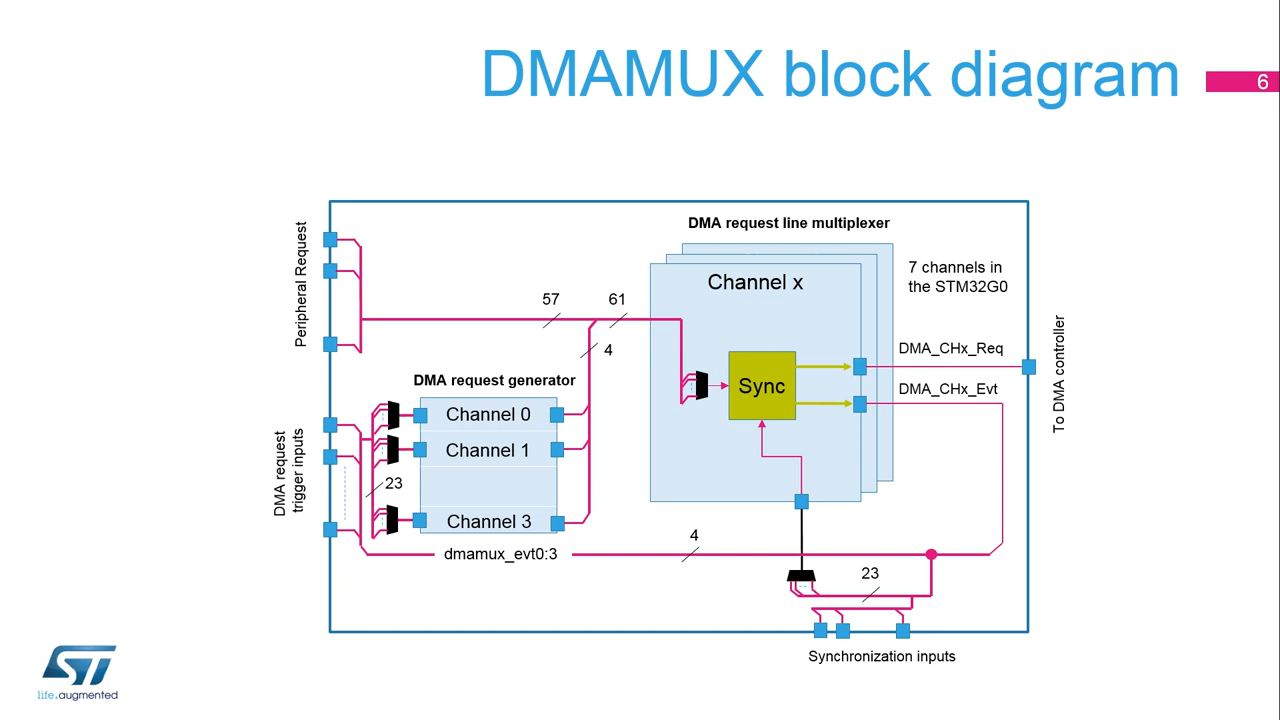 DMAMUX block diagram
6
DMA request line multiplexer
Peripheral Request
Channel x
7 channels in
the STM32G0
57
61
4
DMA_CHx_Req
DMA request generator
Sync
DMA_CHx_Evt
To DMA controller
Channel 0
Channel 1
DMA request
trigger inputs
23
Channel 3
4
dmamux_evt0:3
23
Synchronization inputs
ST
life.augmented